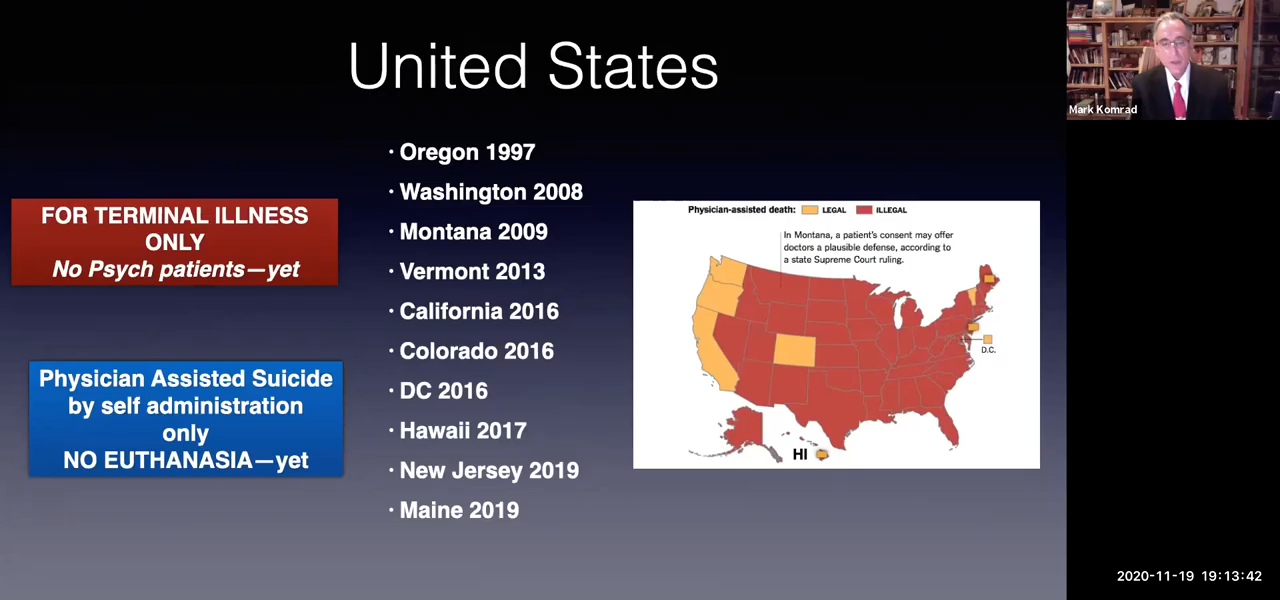 United States
FOR TERMINAL ILLNESS
ONLY
No Psych patients—yet
Physician Assisted Suicide
by self administration
only
NO EUTHANASIA—yet
· Oregon 1997
· Washington 2008
· Montana 2009
· Vermont 2013
· California 2016
· Colorado 2016
· DC 2016
· Hawaii 2017
· New Jersey 2019
· Maine 2019
Physician-assisted death: LEGAL ILLEGAL
In Montana, a patient's consent may offer
doctors a plausible defense, according to
a state Supreme Court ruling.
D.C.
HI
Mark Komrad
2020-11-19 19:13:42